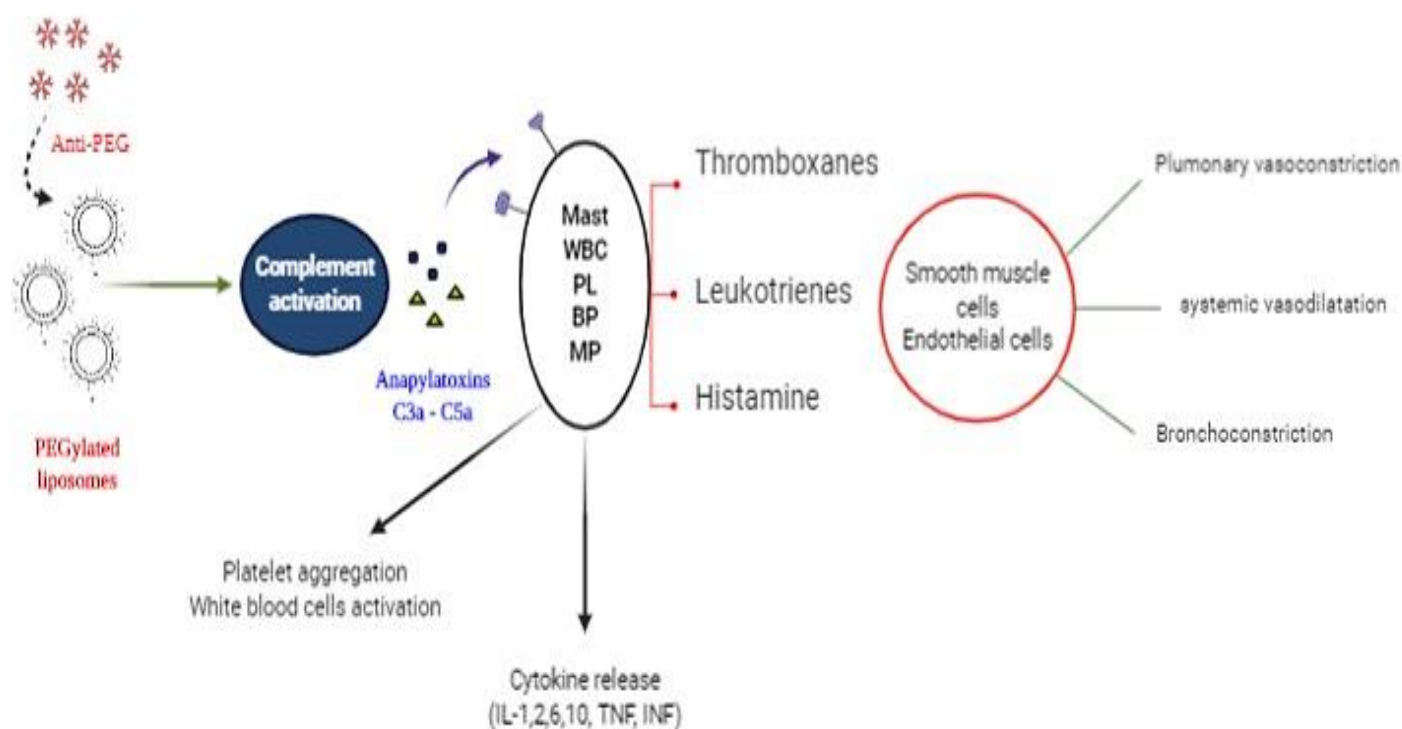 Anti-PEG
PEGylated
liposomes
Complement
activation
Anapylatoxins
C3a - C5a
Mast
WBC
PL
BP
MP
Platelet aggregation
White blood cells activation
Cytokine release
(IL-1,2,6,10, TNF, INF)
Thromboxanes
Leukotrienes
Histamine
Smooth muscle
cells
Endothelial cells
Plumonary vasoconstriction
systemic vasodilatation
Bronchoconstriction